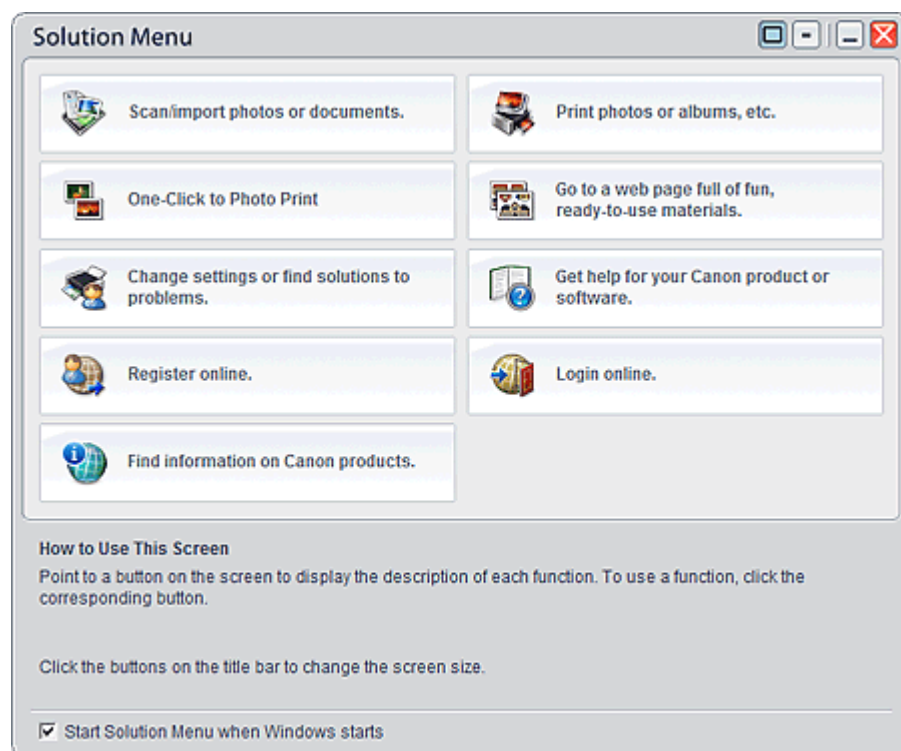 Solution Menu
Scan/import photos or documents.
Print photos or albums, etc.
One-Click to Photo Print
Go to a web page full of fun,
ready-to-use materials.
Change settings or find solutions to
problems.
Get help for your Canon product or
software.
Register online.
Login online.
Find information on Canon products.
How to Use This Screen
Point to a button on the screen to display the description of each function. To use a function, click the
corresponding button.
Click the buttons on the title bar to change the screen size.
Start Solution Menu when Windows starts